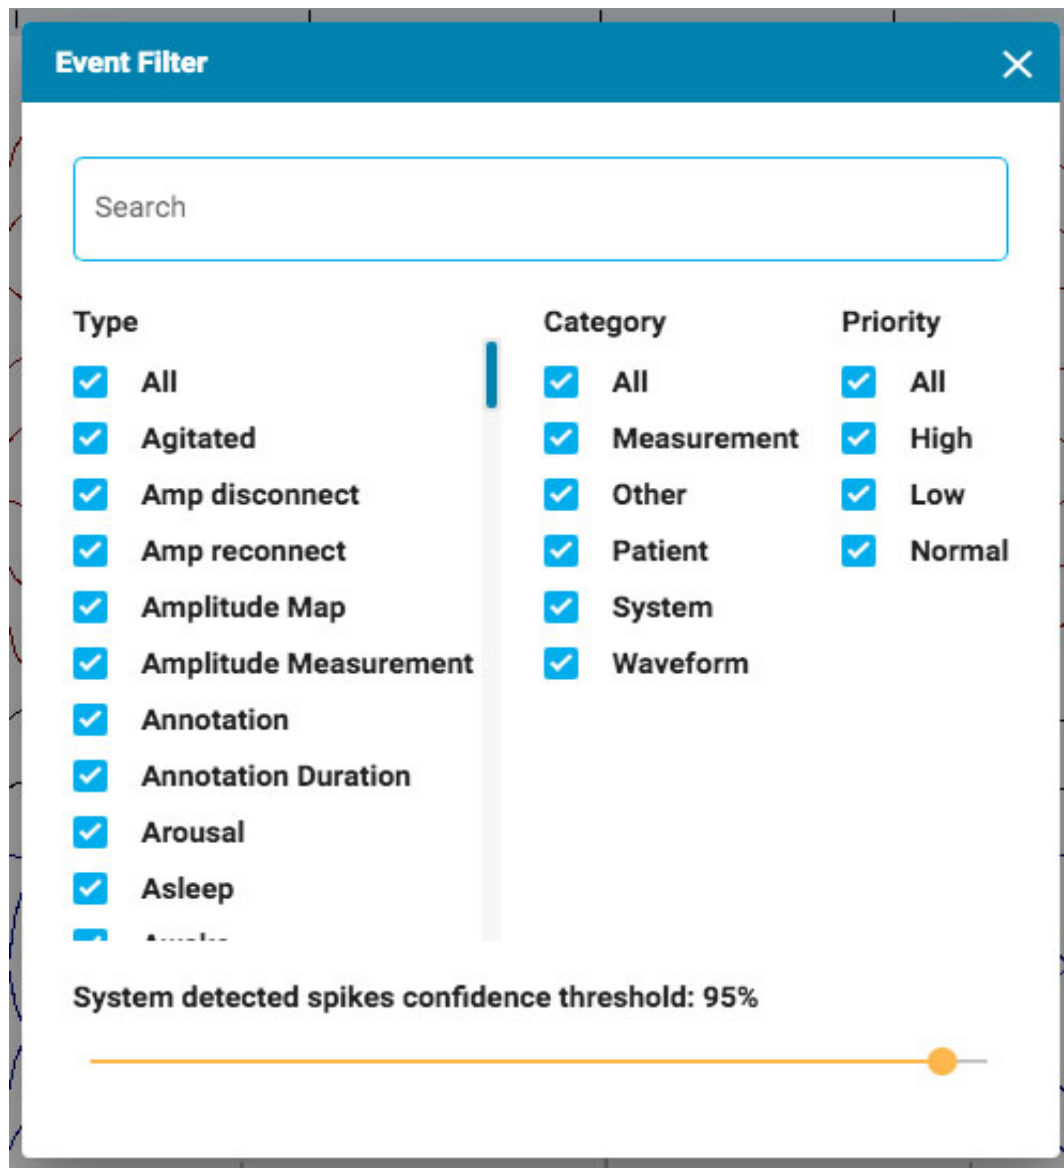 Event Filter
Search
Type
All
Agitated
Amp disconnect
Amp reconnect
Amplitude Map
Amplitude Measurement
Annotation
Annotation Duration
Arousal
Asleep
Category
All
Measurement
Other
Patient
System
Waveform
Priority
All
High
Low
Normal
System detected spikes confidence threshold: 95%